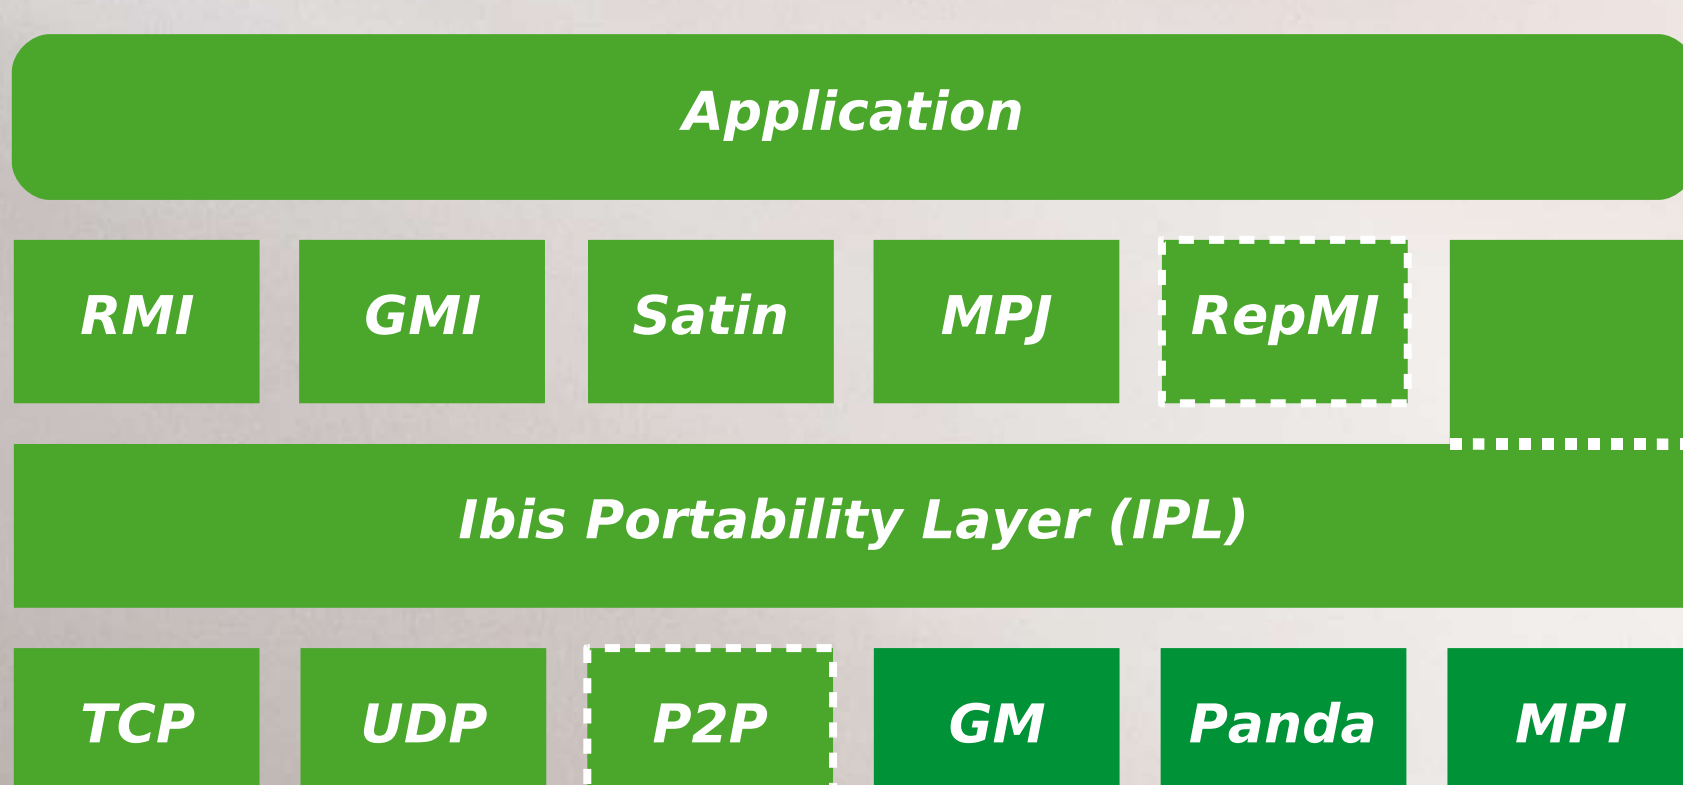 Application
RMI GMI Satin MPJ RepMI
Ibis Portability Layer (IPL)
TCP UDP P2P GM Panda MPI